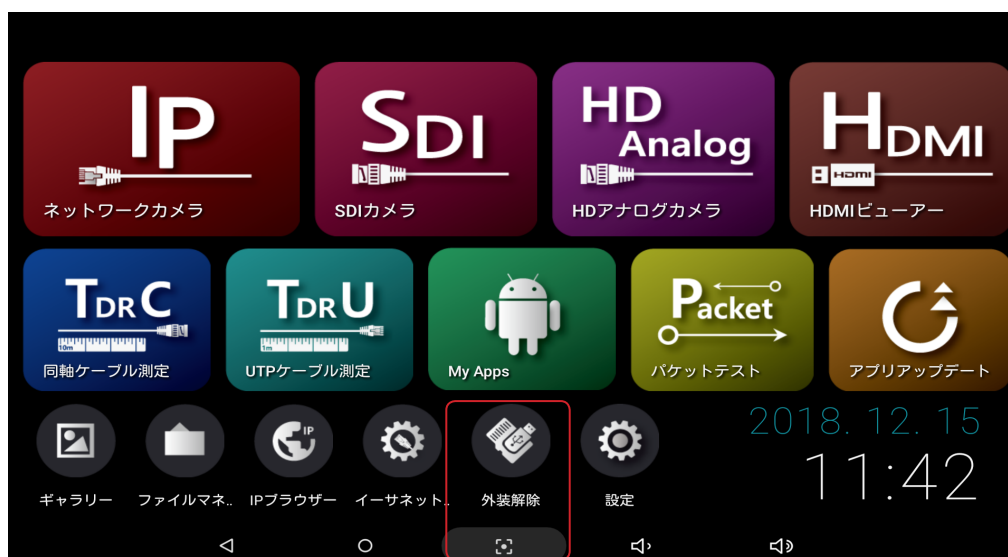 IP
ネットワークカメラ
SDI
SDIカメラ
HD
Analog
HDアナログカメラ
HDMI
HDMI
HDMIビューアー
TDR C
10m
同軸ケーブル測定
TDR U
1m
UTPケーブル測定
My Apps
Packet
パケットテスト
アプリアップデート
ギャラリー
ファイルマネ..
IP
IPブラウザー
イーサネット..
外装解除
設定
2018. 12. 15
11:42